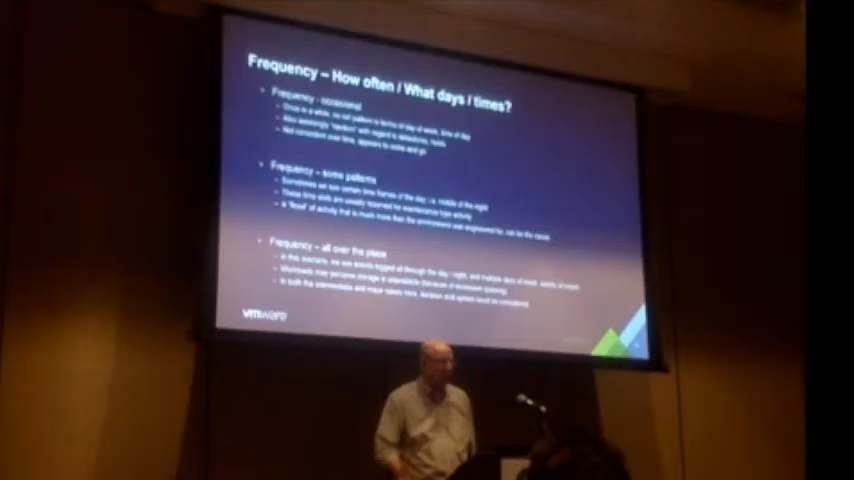 Frequency – How often / What days / times?
Frequency - occasional
Once in a while, no set pattern in terms of day of week, time of day
Also seemingly "random" with regard to datastores, hosts
Not consistent over time, appears to come and go
Frequency – some patterns
Sometimes we see certain time frames of the day, i.e. middle of the night
These time slots are usually reserved for maintenance type activity
A "flood" of activity that is much more than the environment was engineered for, can be the cause
Frequency – all over the place
In this scenario, we see events logged all through the day / night, and multiple days of week, weeks of month
Workloads may perceive storage is unavailable (because of excessive queuing)
In both the intermediate and major cases here, duration and spread must be considered
vmware